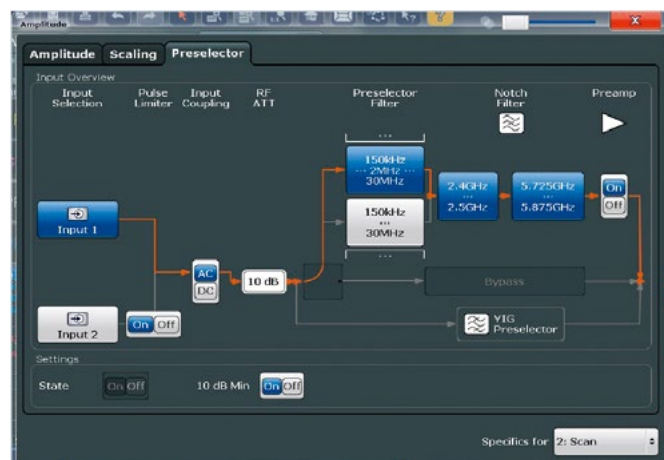 Amplitude
Amplitude Scaling Preselector
Input Overview
Input Selection
Pulse Limiter
Input Coupling
RF ATT
Preselector Filter
Notch Filter
Preamp
...
150kHz
... 2MHz ...
30MHz
2.4GHz
...
2.5GHz
5.725GHz
...
5.875GHz
On
Off
150kHz
...
30MHz
Input 1
AC
DC
10 dB
...
Bypass
Input 2
On Off
YIG
Preselector
Settings
State On Off 10 dB Min On Off
Specifics for 2: Scan